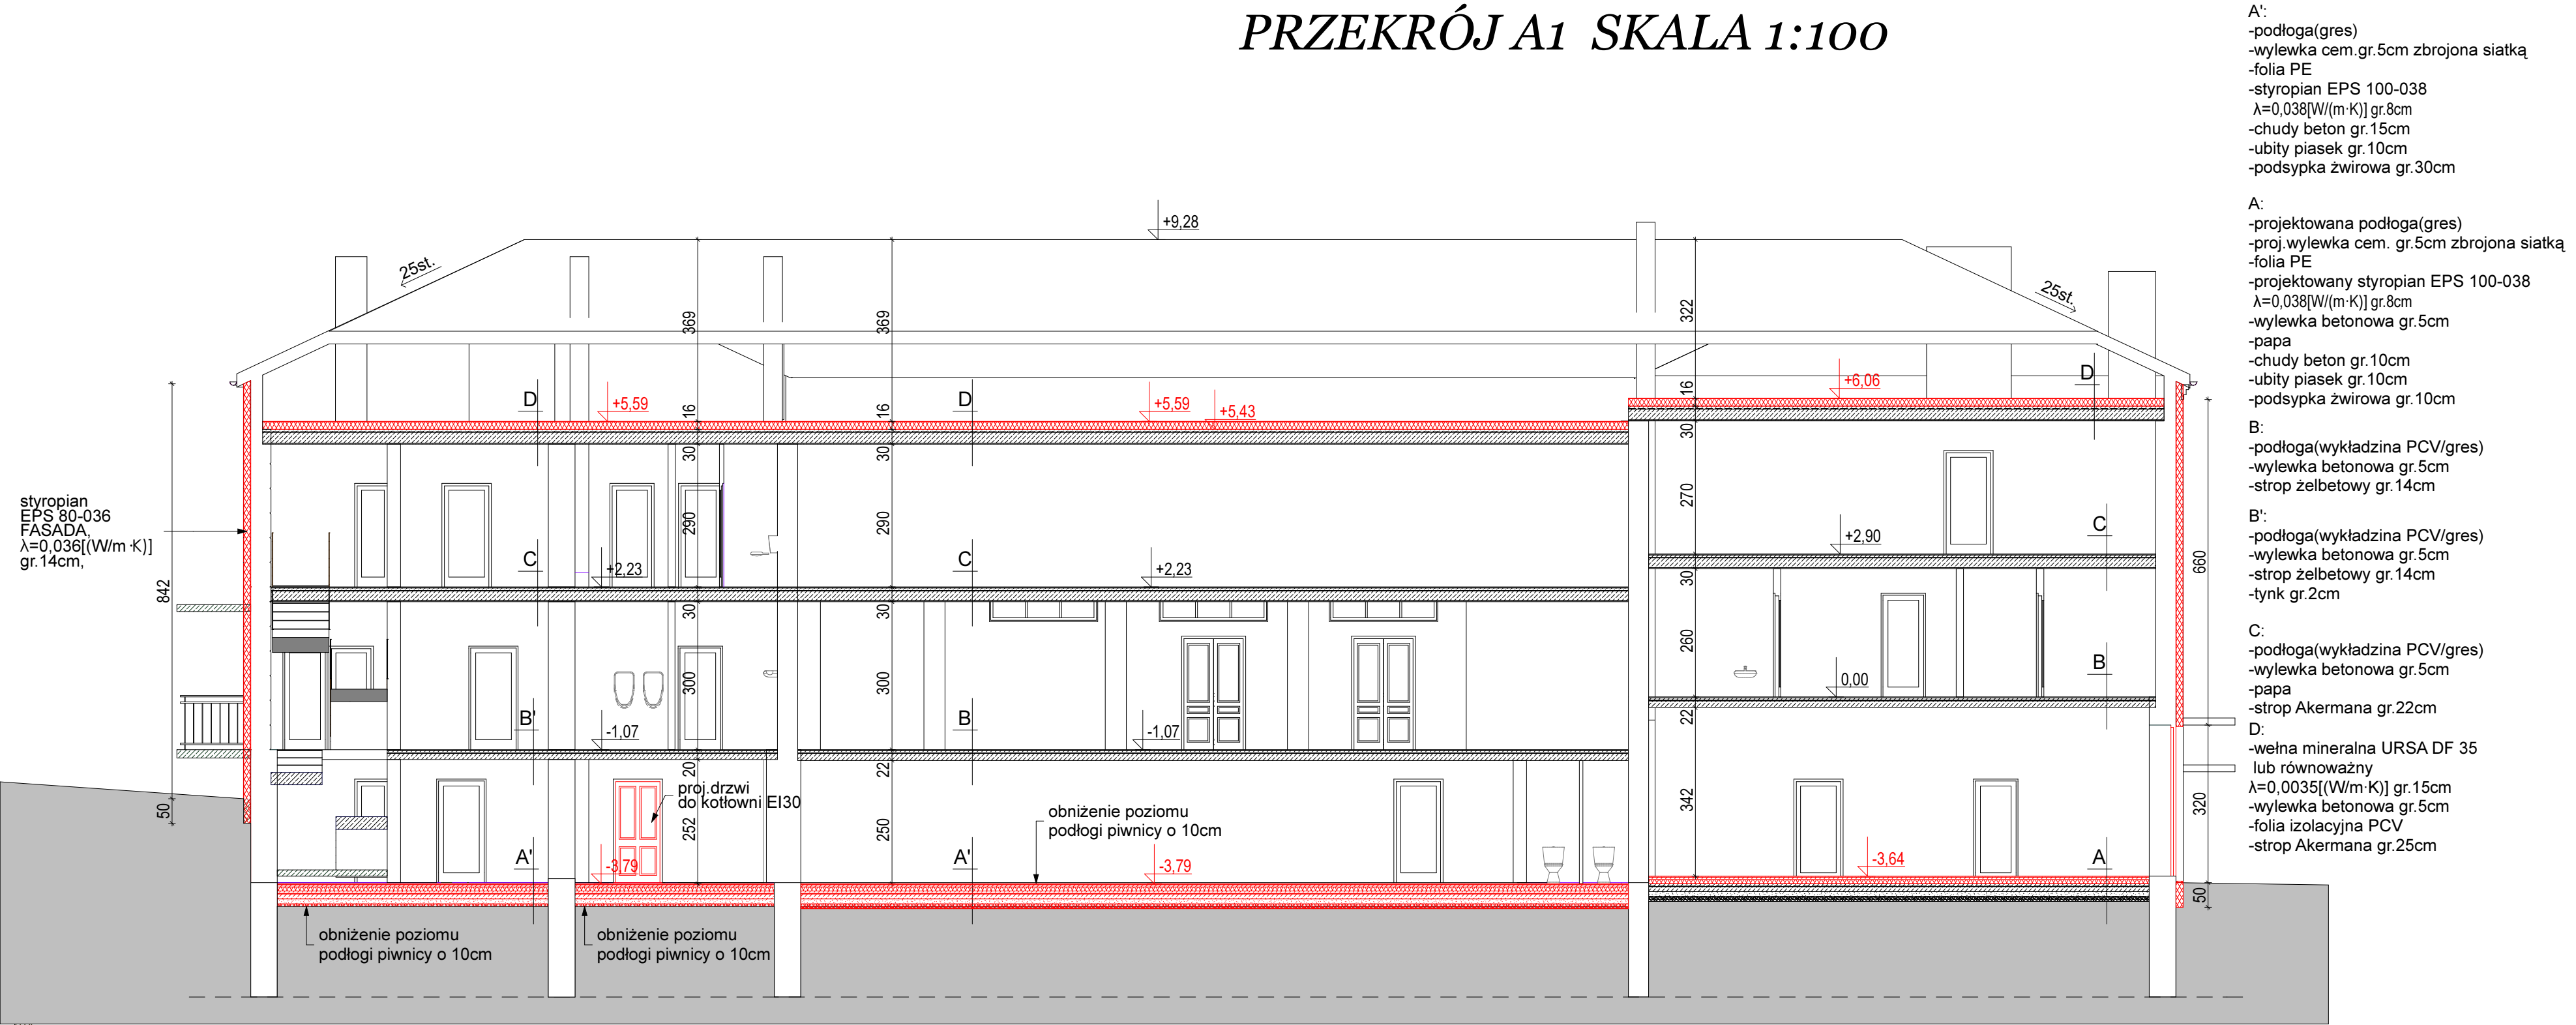 PRZEKRÓJ A1 SKALA 1:100
A':
-podłoga(gres)
-wylewka cem.gr.5cm zbrojona siatką
-folia PE
-styropian EPS 100-038
λ=0,038[W/(m·K)] gr.8cm
-chudy beton gr.15cm
-ubity piasek gr.10cm
-podsypka żwirowa gr.30cm
A:
-projektowana podłoga(gres)
-proj.wylewka cem. gr.5cm zbrojona siatką
-folia PE
-projektowany styropian EPS 100-038
λ=0,038[W/(m·K)] gr.8cm
-wylewka betonowa gr.5cm
-papa
-chudy beton gr.10cm
-ubity piasek gr.10cm
-podsypka żwirowa gr.10cm
B:
-podłoga(wykładzina PCV/gres)
-wylewka betonowa gr.5cm
-strop żelbetowy gr.14cm
B':
-podłoga(wykładzina PCV/gres)
-wylewka betonowa gr.5cm
-strop żelbetowy gr.14cm
-tynk gr.2cm
C:
-podłoga(wykładzina PCV/gres)
-wylewka betonowa gr.5cm
-papa
-strop Akermana gr.22cm
D:
-wełna mineralna URSA DF 35
lub równoważny
λ=0,0035[(W/m·K)] gr.15cm
-wylewka betonowa gr.5cm
-folia izolacyjna PCV
-strop Akermana gr.25cm
+9,28
25st.
25st.
369
369
322
D
+5,59
16
16
D
+5,59
+5,43
16
+6,06
D
30
30
30
styropian
EPS 80-036
FASADA,
λ=0,036[(W/m·K)]
gr.14cm,
842
50
290
290
270
C
+2,23
C
+2,23
+2,90
C
30
30
30
660
300
300
260
B'
-1,07
B
-1,07
0,00
B
20
22
22
proj.drzwi
do kotłowni EI30
252
250
342
320
obniżenie poziomu
podłogi piwnicy o 10cm
A'
-3,79
A'
-3,79
-3,64
A
50
obniżenie poziomu
podłogi piwnicy o 10cm
obniżenie poziomu
podłogi piwnicy o 10cm